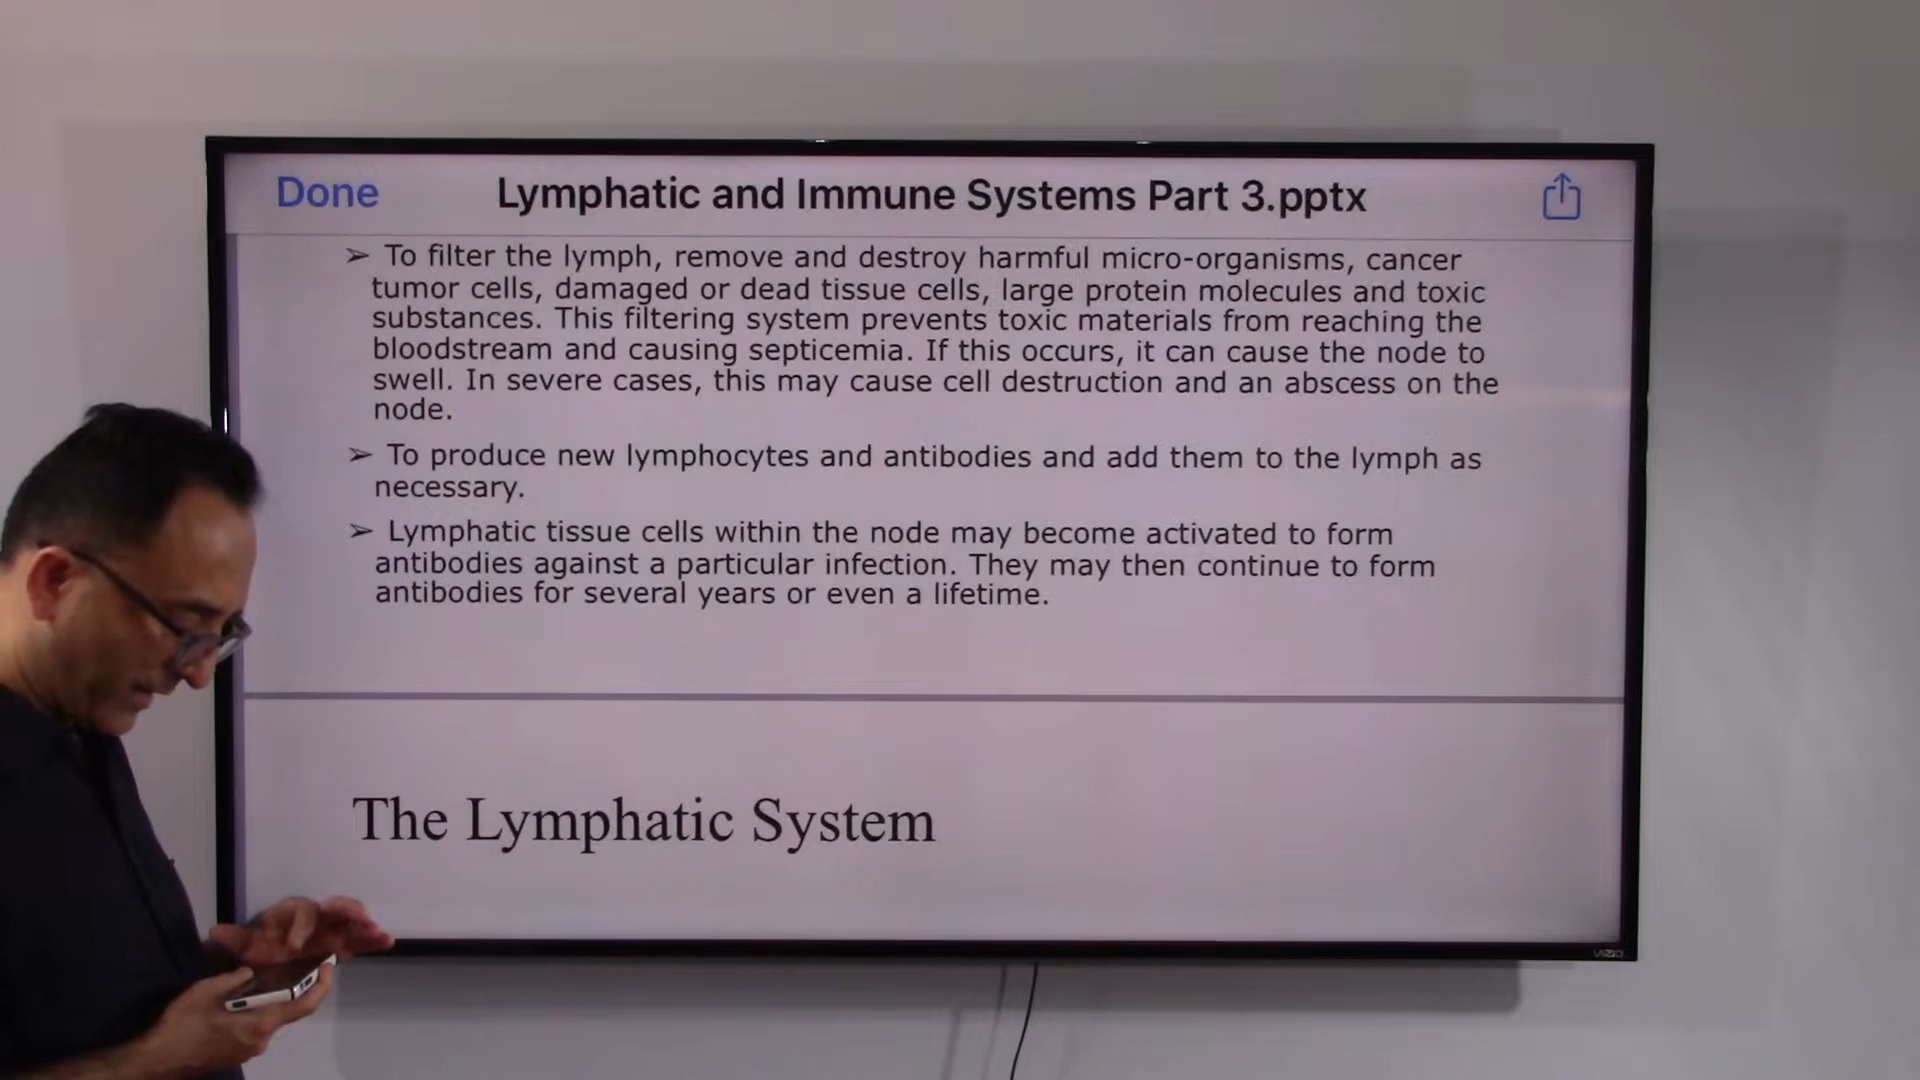 Done
Lymphatic and Immune Systems Part 3.pptx
➢ To filter the lymph, remove and destroy harmful micro-organisms, cancer
tumor cells, damaged or dead tissue cells, large protein molecules and toxic
substances. This filtering system prevents toxic materials from reaching the
bloodstream and causing septicemia. If this occurs, it can cause the node to
swell. In severe cases, this may cause cell destruction and an abscess on the
node.
➢ To produce new lymphocytes and antibodies and add them to the lymph as
necessary.
➢ Lymphatic tissue cells within the node may become activated to form
antibodies against a particular infection. They may then continue to form
antibodies for several years or even a lifetime.
The Lymphatic System
VIZIO